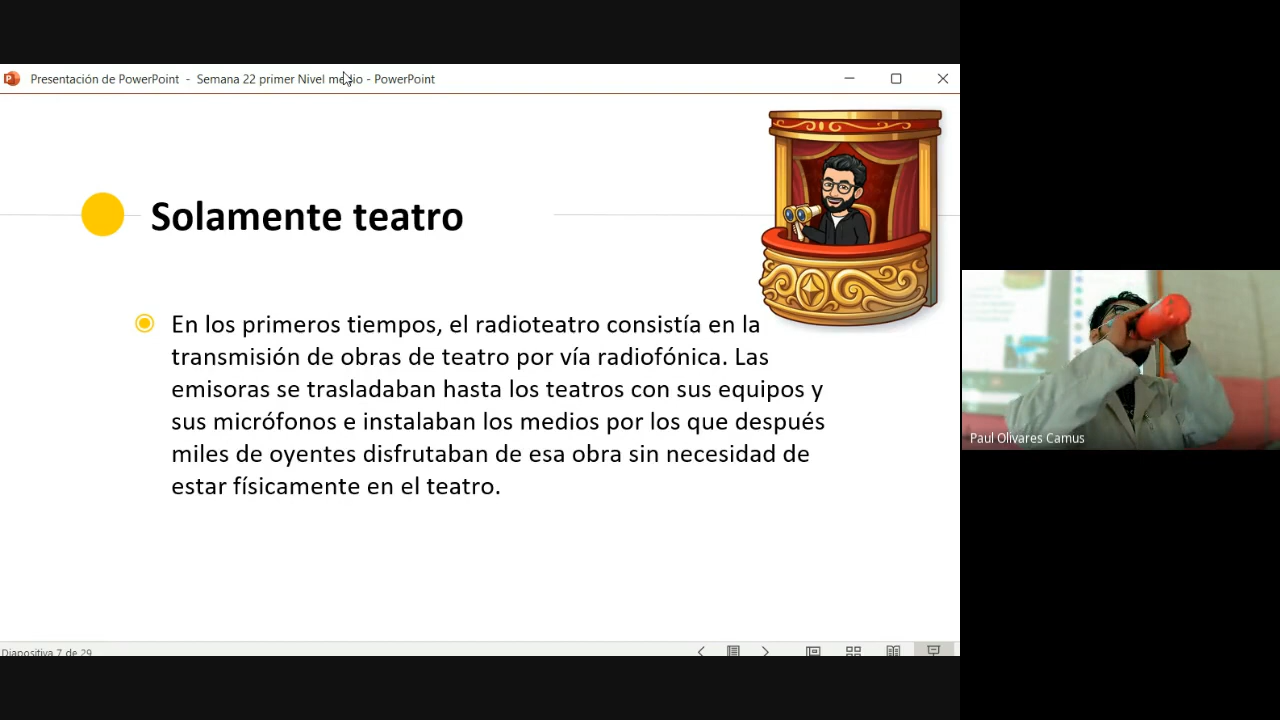 Presentación de PowerPoint - Semana 22 primer Nivel medio - PowerPoint
Solamente teatro
En los primeros tiempos, el radioteatro consistía en la
transmisión de obras de teatro por vía radiofónica. Las
emisoras se trasladaban hasta los teatros con sus equipos y
sus micrófonos e instalaban los medios por los que después
miles de oyentes disfrutaban de esa obra sin necesidad de
estar físicamente en el teatro.
Paul Olivares Camus
Diapositiva 7 de 29